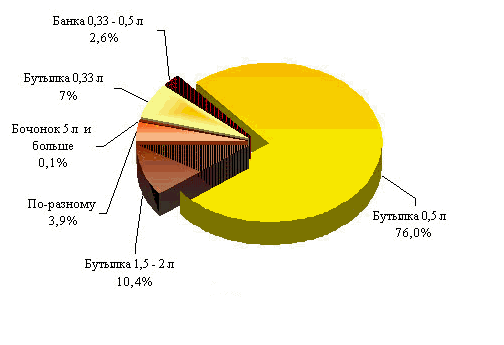 Банка 0,33 - 0,5 л
2,6%
Бутылка 0,33 л
7%
Бочонок 5 л и
больше
0,1%
По-разному
3,9%
Бутылка 1,5 - 2 л
10,4%
Бутылка 0,5 л
76,0%